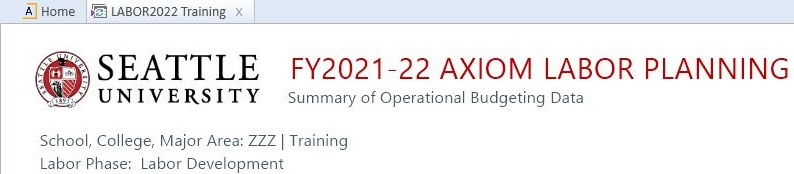 Home LABOR2022 Training x
SEATTLE UNIVERSITY
FY2021-22 AXIOM LABOR PLANNING
Summary of Operational Budgeting Data
School, College, Major Area: ZZZ | Training
Labor Phase: Labor Development